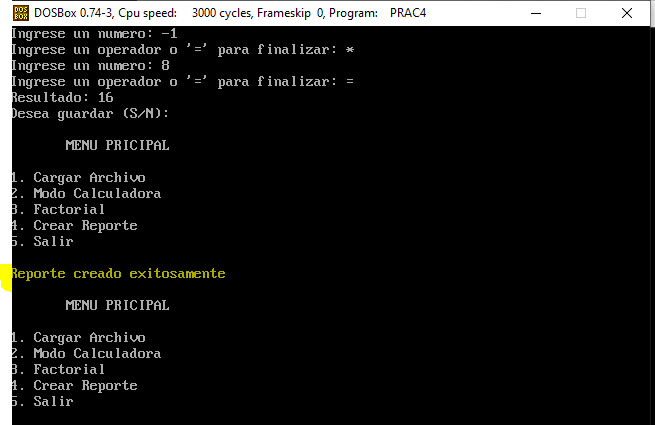 DOSBox 0.74-3, Cpu speed: 3000 cycles, Frameskip 0, Program: PRAC4
Ingrese un numero: -1
Ingrese un operador o '=' para finalizar: *
Ingrese un numero: 8
Ingrese un operador o '=' para finalizar: =
Resultado: 16
Desea guardar (S/N):
MENU PRICIPAL
1. Cargar Archivo
2. Modo Calculadora
3. Factorial
4. Crear Reporte
5. Salir
Reporte creado exitosamente
MENU PRICIPAL
1. Cargar Archivo
2. Modo Calculadora
3. Factorial
4. Crear Reporte
5. Salir